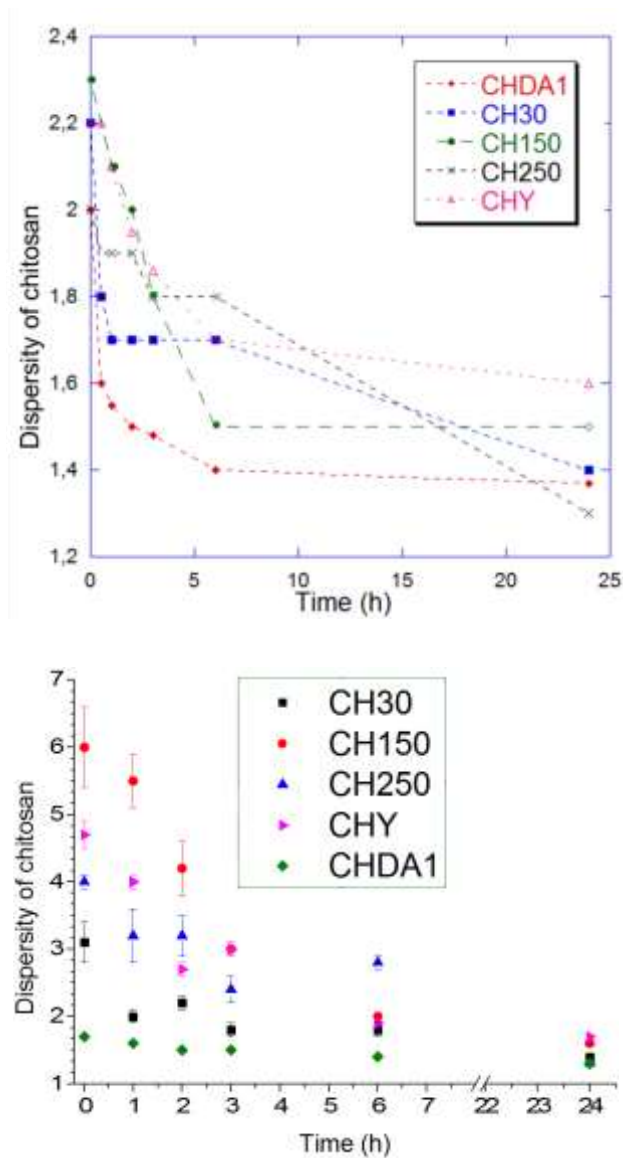 2,4
2,2
2
1,8
1,6
1,4
1,2
Dispersity of chitosan
CHDA1
CH30
CH150
CH250
CHY
0 5 10 15 20 25
Time (h)
7
6
5
4
3
2
1
Dispersity of chitosan
CH30
CH150
CH250
CHY
CHDA1
0 1 2 3 4 5 6 7 22 23 24
Time (h)